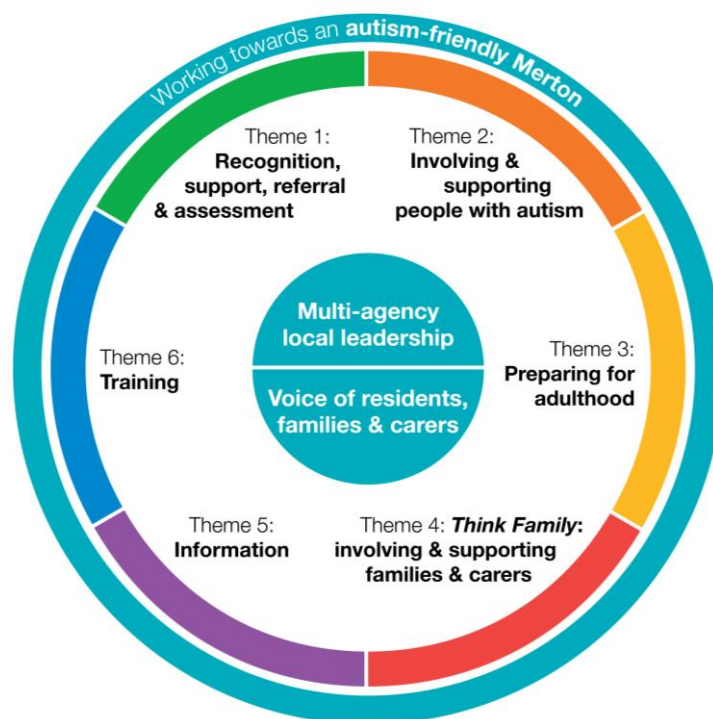 Working towards an autism-friendly Merton
Theme 1:
Recognition,
support, referral
& assessment
Theme 2:
Involving &
supporting
people with autism
Multi-agency
local leadership
Voice of residents,
families & carers
Theme 3:
Preparing for
adulthood
Theme 6:
Training
Theme 5:
Information
Theme 4: Think Family:
involving & supporting
families & carers